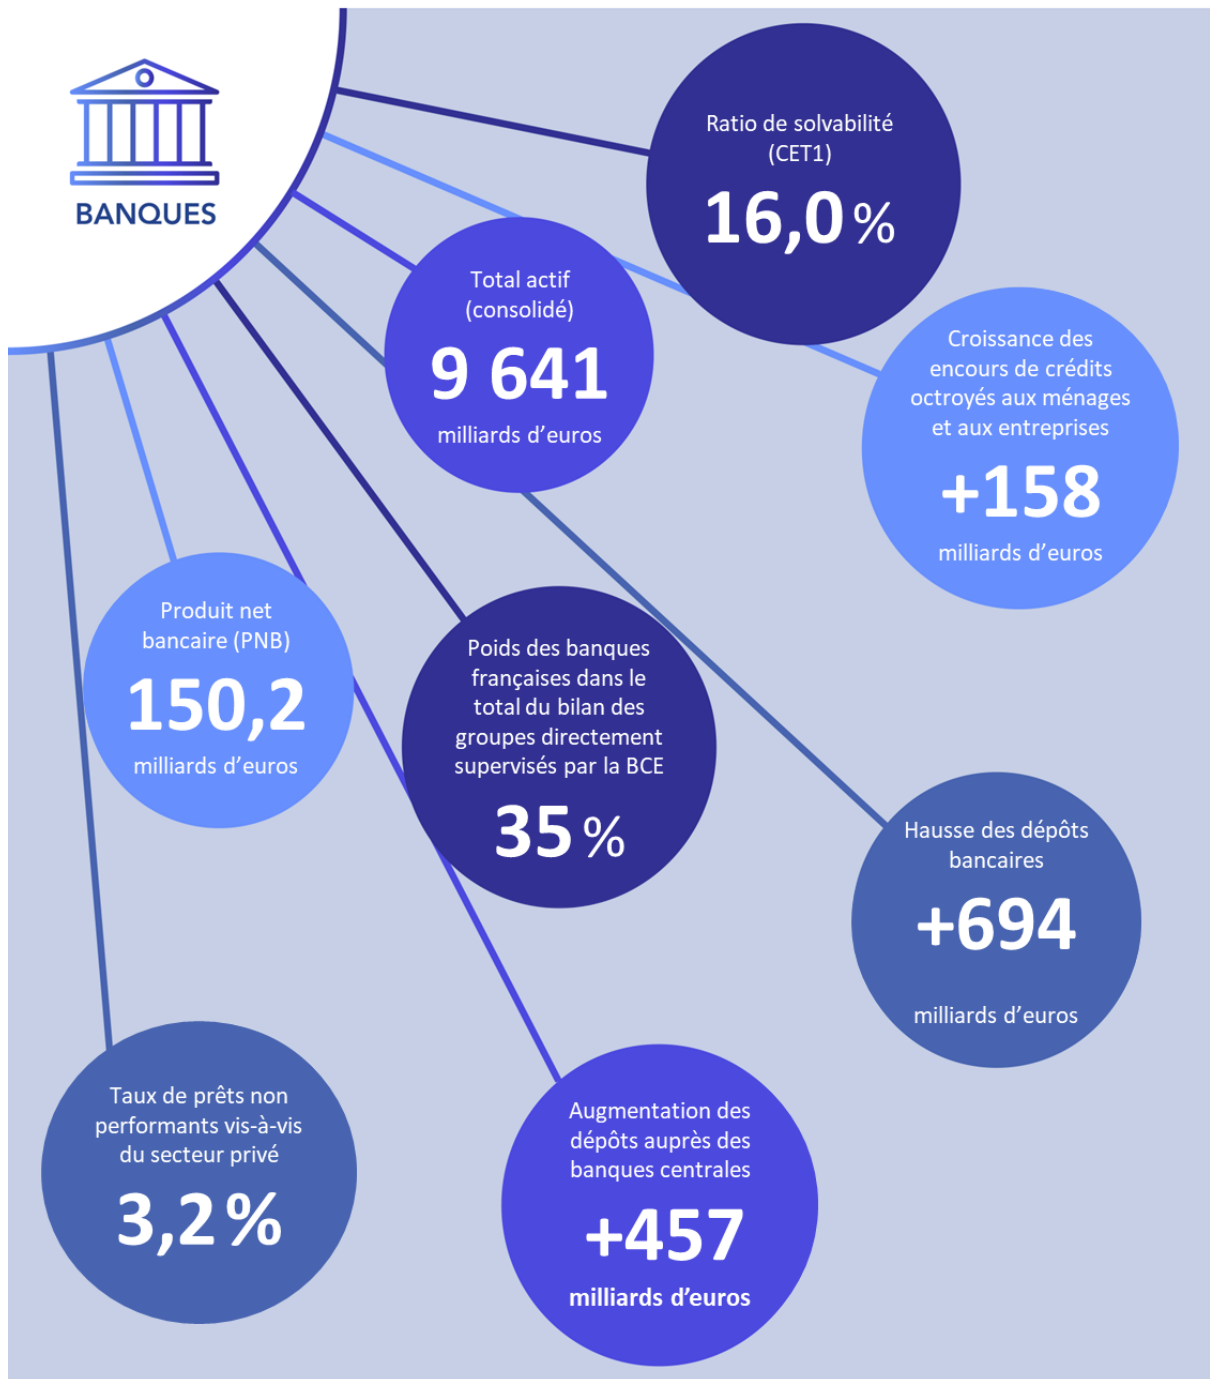 BANQUES
Ratio de solvabilité
(CET1)
16,0 %
Total actif
(consolidé)
9 641
milliards d’euros
Croissance des
encours de crédits
octroyés aux ménages
et aux entreprises
+158
milliards d’euros
Produit net
bancaire (PNB)
150,2
milliards d’euros
Poids des banques
françaises dans le
total du bilan des
groupes directement
supervisés par la BCE
35 %
Hausse des dépôts
bancaires
+694
milliards d’euros
Taux de prêts non
performants vis-à-vis
du secteur privé
3,2 %
Augmentation des
dépôts auprès des
banques centrales
+457
milliards d’euros